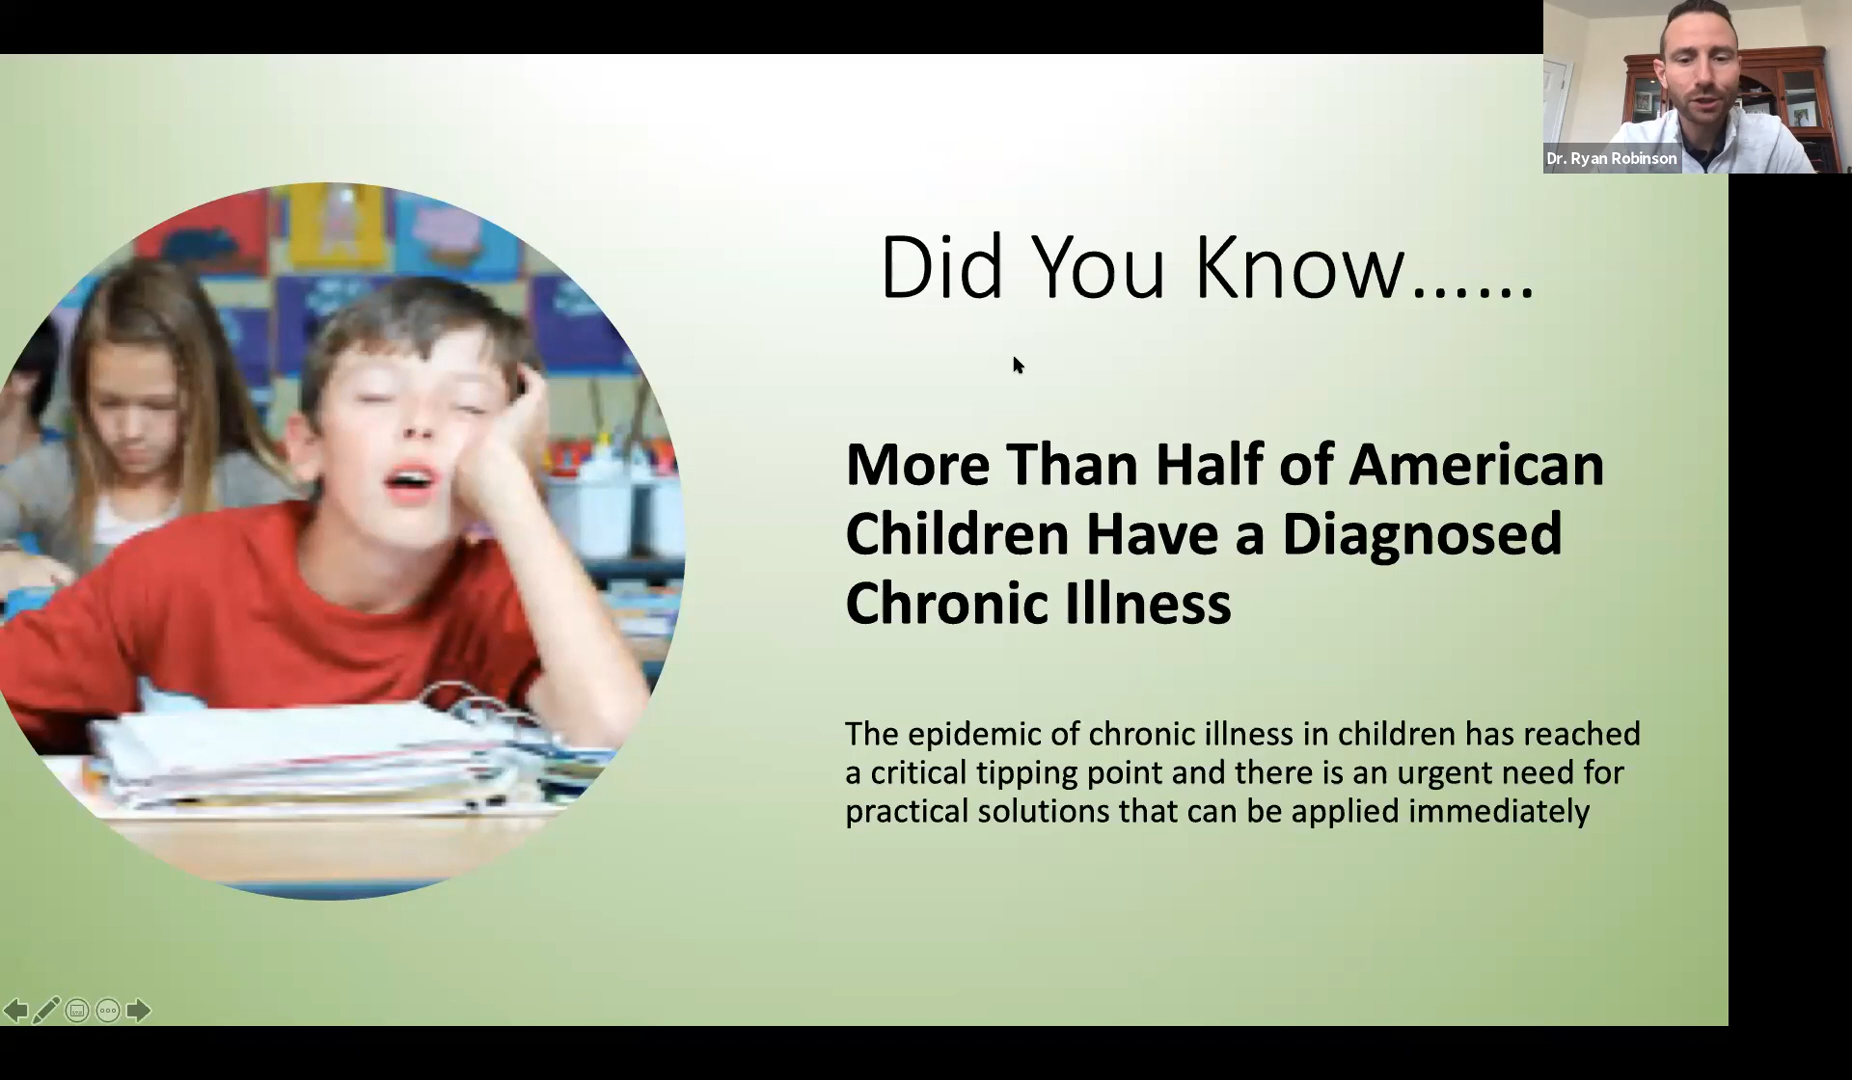 Dr. Ryan Robinson
Did You Know......
More Than Half of American
Children Have a Diagnosed
Chronic Illness
The epidemic of chronic illness in children has reached
a critical tipping point and there is an urgent need for
practical solutions that can be applied immediately